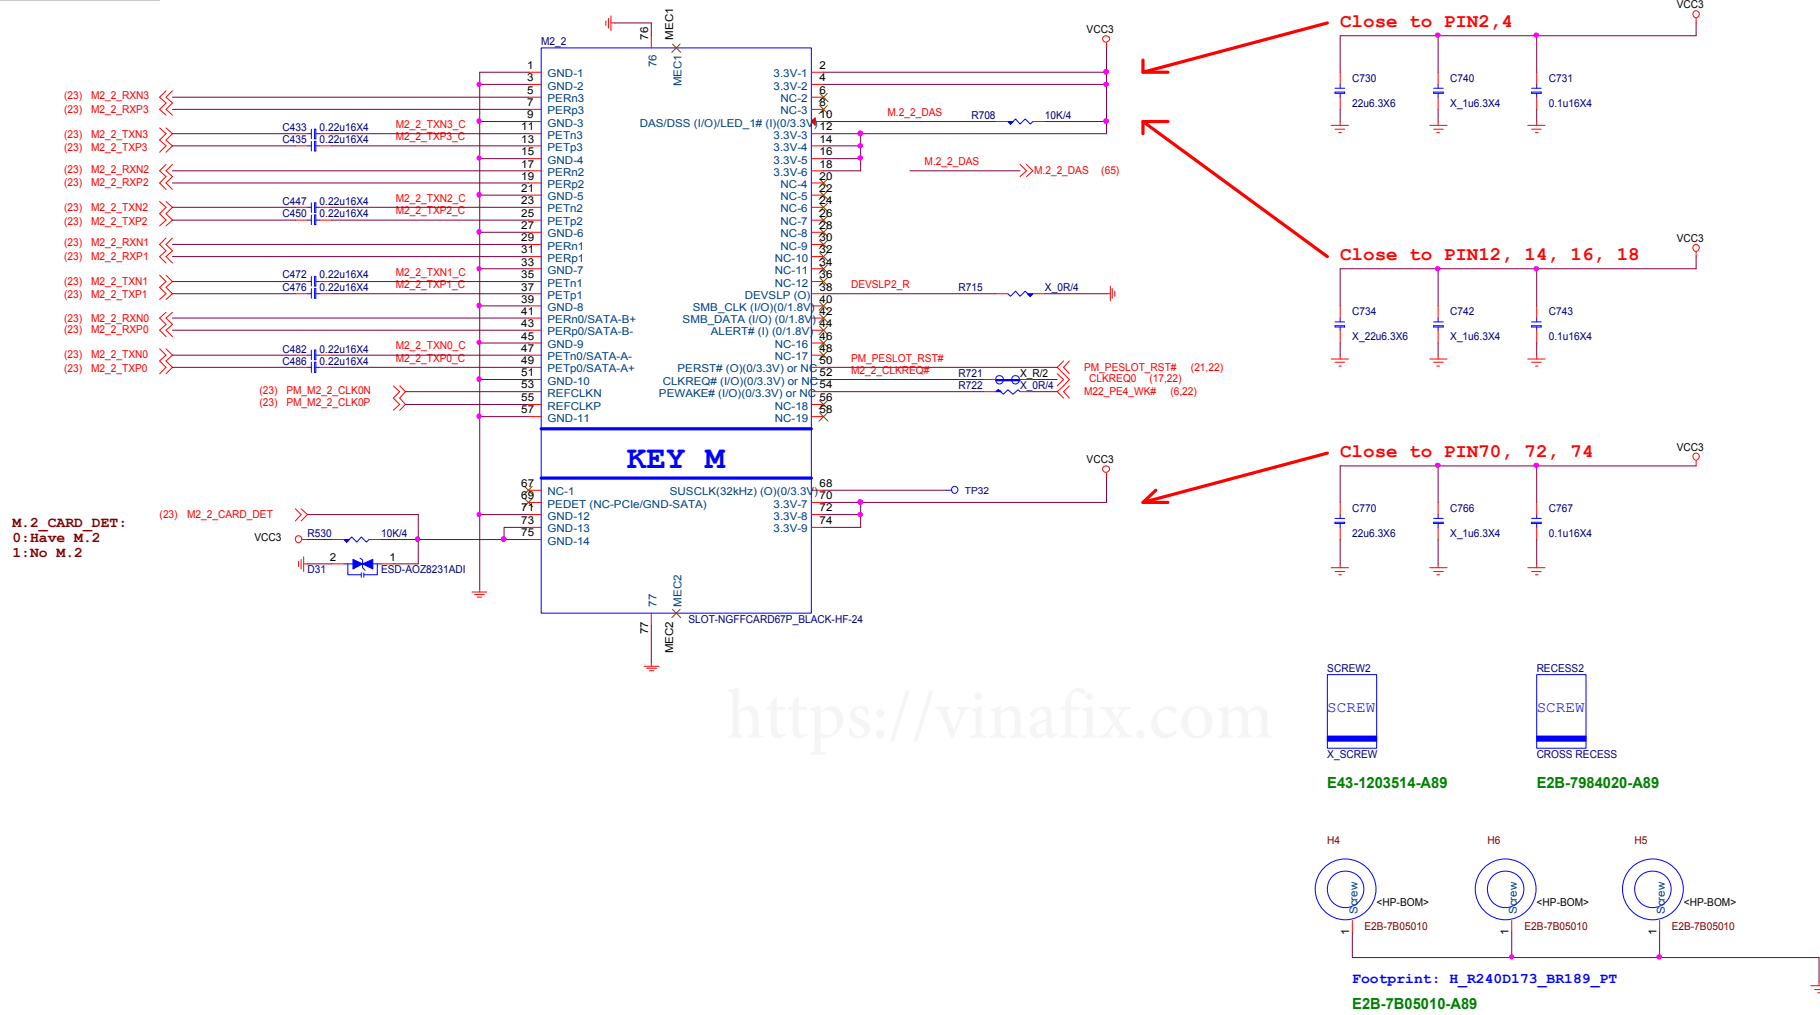 M2_2
76
MEC1
76
MEC1
VCC3
Close to PIN2,4
VCC3
C730
22u6.3X6
C740
X_1u6.3X4
C731
0.1u16X4
(23) M2_2_RXN3
(23) M2_2_RXP3
(23) M2_2_TXN3
(23) M2_2_TXP3
(23) M2_2_RXN2
(23) M2_2_RXP2
(23) M2_2_TXN2
(23) M2_2_TXP2
(23) M2_2_RXN1
(23) M2_2_RXP1
(23) M2_2_TXN1
(23) M2_2_TXP1
(23) M2_2_RXN0
(23) M2_2_RXP0
(23) M2_2_TXN0
(23) M2_2_TXP0
(23) PM_M2_2_CLK0N
(23) PM_M2_2_CLK0P
C433 0.22u16X4 M2_2_TXN3_C
C435 0.22u16X4 M2_2_TXP3_C
C447 0.22u16X4 M2_2_TXN2_C
C450 0.22u16X4 M2_2_TXP2_C
C472 0.22u16X4 M2_2_TXN1_C
C476 0.22u16X4 M2_2_TXP1_C
C482 0.22u16X4 M2_2_TXN0_C
C486 0.22u16X4 M2_2_TXP0_C
1 GND-1
3 GND-2
5 PERn3
7 PERp3
9 GND-3
11 PETn3
13 PETp3
15 GND-4
17 PERn2
19 PERp2
21 GND-5
23 PETn2
25 PETp2
27 GND-6
29 PERn1
31 PERp1
33 GND-7
35 PETn1
37 PETp1
39 GND-8
41 PERn0/SATA-B+
43 PERp0/SATA-B-
45 GND-9
47 PETn0/SATA-A-
49 PETp0/SATA-A+
51 GND-10
53 REFCLKN
55 REFCLKP
57 GND-11
3.3V-1 2
3.3V-2 4
NC-2 6
NC-3 8
DAS/DSS (I/O)/LED_1# (I)(0/3.3V) 10
3.3V-3 12
3.3V-4 14
3.3V-5 16
3.3V-6 18
NC-4 20
NC-5 22
NC-6 24
NC-7 26
NC-8 28
NC-9 30
NC-10 32
NC-11 34
NC-12 36
DEVSLP (O) 38
SMB_CLK (I/O)(0/1.8V) 40
SMB_DATA (I/O) (0/1.8V) 42
ALERT# (I) (0/1.8V) 44
NC-16 46
NC-17 48
PERST# (O)(0/3.3V) or NC 50
CLKREQ# (I/O)(0/3.3V) or NC 52
PEWAKE# (I/O)(0/3.3V) or NC 54
NC-18 56
NC-19 58
M.2_2_DAS R708 10K/4
M.2_2_DAS M.2_2_DAS (65)
DEVSLP2_R R715 X_0R/4
PM_PESLOT_RST# PM_PESLOT_RST# (21,22)
M2_2_CLKREQ# R721 X_R/2 CLKREQ0 (17,22)
R722 X_0R/4 M22_PE4_WK# (6,22)
Close to PIN12, 14, 16, 18
VCC3
C734
X_22u6.3X6
C742
X_1u6.3X4
C743
0.1u16X4
KEY M
67 NC-1
69 PEDET (NC-PCIe/GND-SATA)
71 GND-12
73 GND-13
75 GND-14
SUSCLK(32kHz) (O)(0/3.3V) 68
3.3V-7 70
3.3V-8 72
3.3V-9 74
TP32
VCC3
Close to PIN70, 72, 74
VCC3
C770
22u6.3X6
C766
X_1u6.3X4
C767
0.1u16X4
M.2_CARD_DET:
0:Have M.2
1:No M.2
(23) M2_2_CARD_DET
VCC3 R530 10K/4
D31 2 1 ESD-AOZ8231ADI
77
MEC2
77
MEC2
SLOT-NGFFCARD67P_BLACK-HF-24
https://vinafix.com
SCREW2
SCREW
X_SCREW
E43-1203514-A89
RECESS2
SCREW
CROSS RECESS
E2B-7984020-A89
H4
Screw
<HP-BOM>
E2B-7B05010
1
H6
Screw
<HP-BOM>
E2B-7B05010
1
H5
Screw
<HP-BOM>
E2B-7B05010
1
Footprint: H_R240D173_BR189_PT
E2B-7B05010-A89